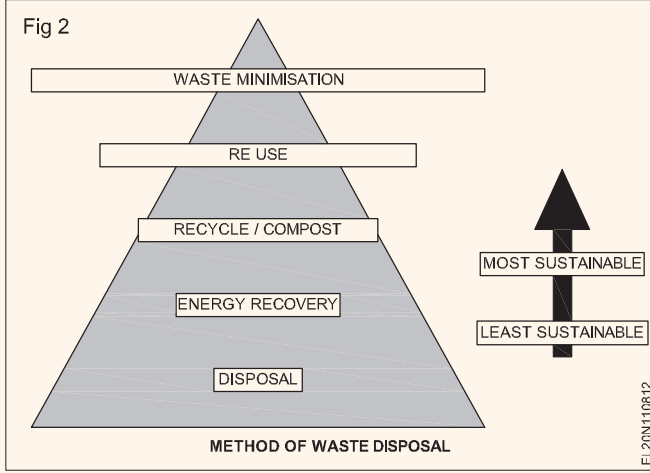 Fig 2
WASTE MINIMISATION
RE USE
RECYCLE / COMPOST
ENERGY RECOVERY
DISPOSAL
MOST SUSTAINABLE
LEAST SUSTAINABLE
METHOD OF WASTE DISPOSAL
EL20N110812